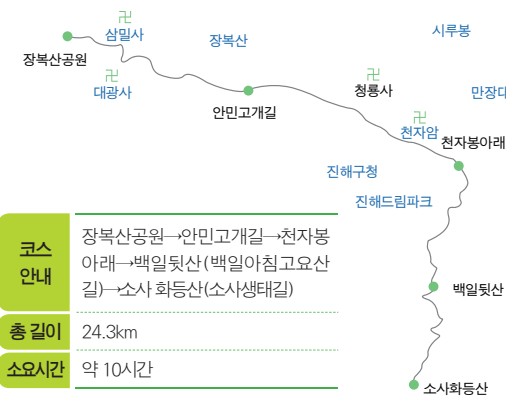 삼밀사
장복산
시루봉
장복산공원
대광사
안민고개길
청룡사
만장대
천자암
천자봉아래
진해구청
진해드림파크
백일뒷산
소사화등산
코스
안내
장복산공원→안민고개길→천자봉
아래→백일뒷산(백일아침고요산
길)→소사 화등산(소사생태길)
총 길이
24.3km
소요시간
약 10시간